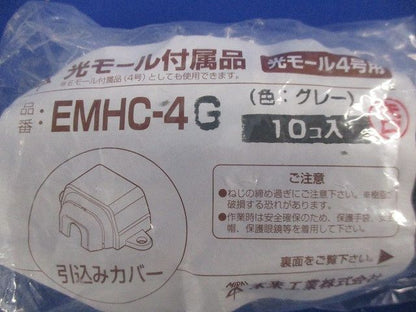 光モール付属品
光モール4号用
※モール付属品（4号）としても使用できます。
品番：EMHC-4G
（色：グレー）
10コ入
ご注意
●ねじの締め過ぎにご注意下さい。※樹脂
破損する恐れがあります。
●作業時は安全確保のため、保護手袋、
帽、保護眼鏡等を着用して下さい。
引込みカバー
裏面をご覧下さい。
未来工業株式会社